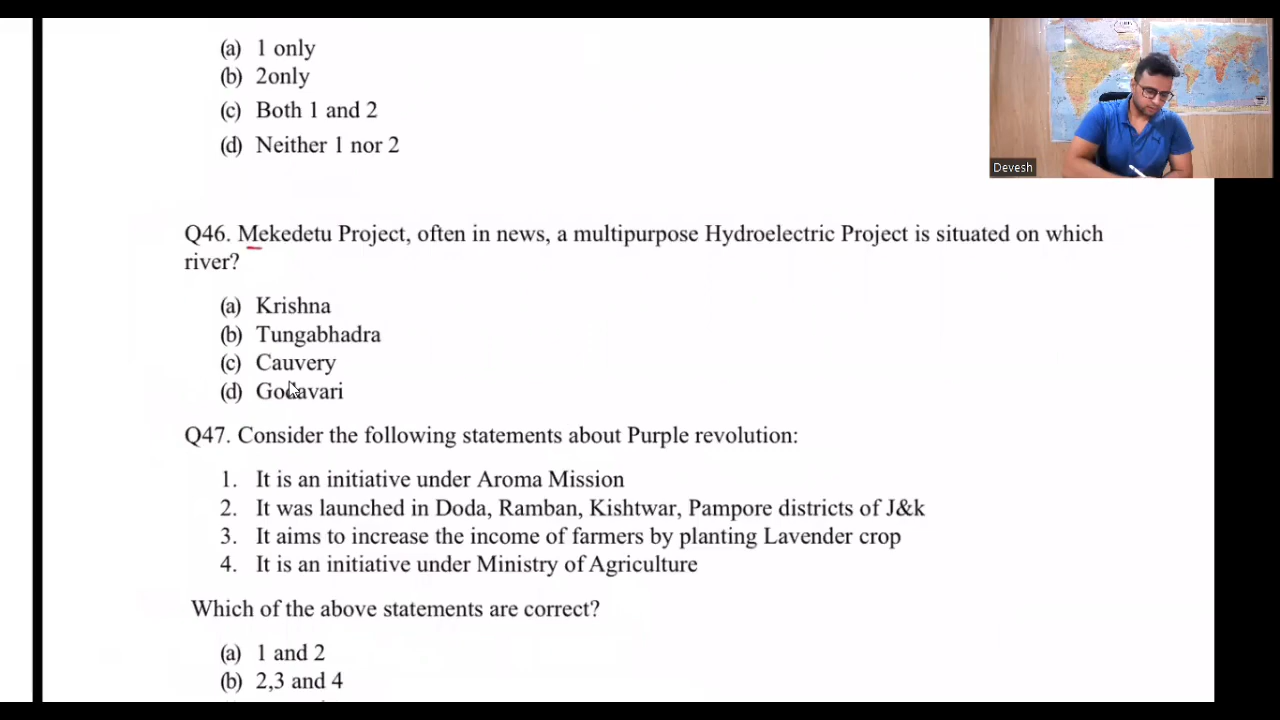 (a) 1 only
(b) 2only
(c) Both 1 and 2
(d) Neither 1 nor 2
Devesh
Q46. Mekedetu Project, often in news, a multipurpose Hydroelectric Project is situated on which
river?
(a) Krishna
(b) Tungabhadra
(c) Cauvery
(d) Godavari
Q47. Consider the following statements about Purple revolution:
1. It is an initiative under Aroma Mission
2. It was launched in Doda, Ramban, Kishtwar, Pampore districts of J&k
3. It aims to increase the income of farmers by planting Lavender crop
4. It is an initiative under Ministry of Agriculture
Which of the above statements are correct?
(a) 1 and 2
(b) 2,3 and 4